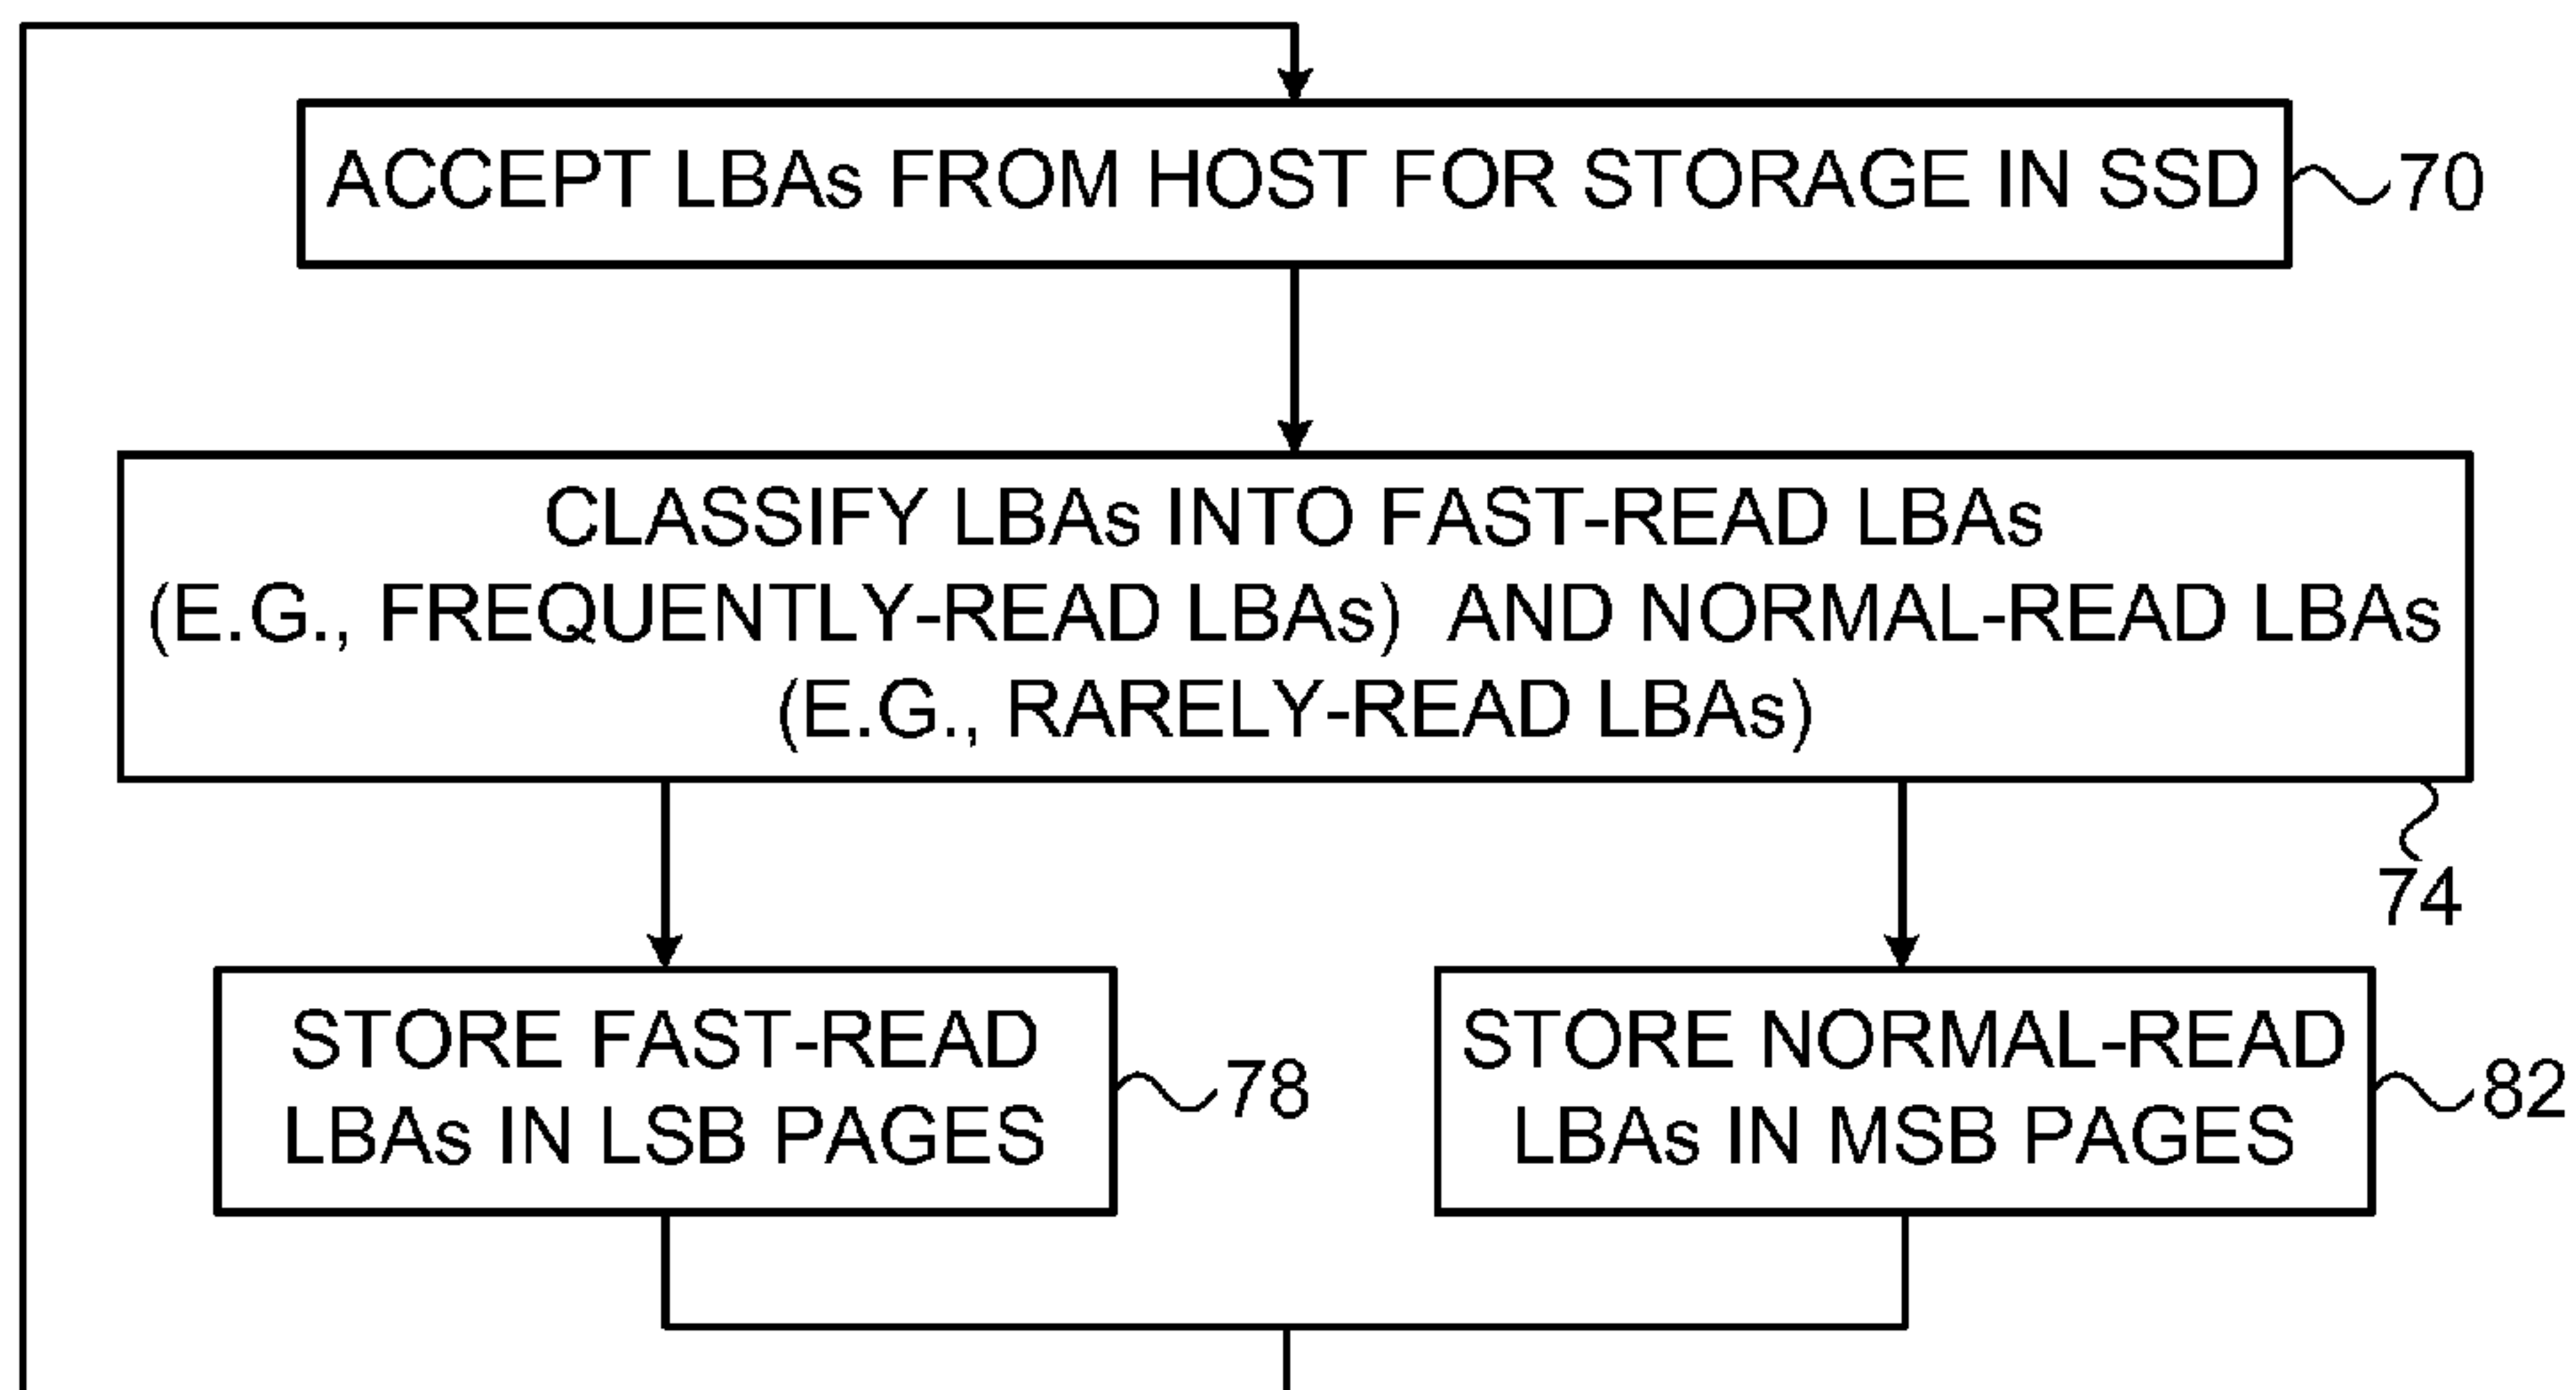 ACCEPT LBAs FROM HOST FOR STORAGE IN SSD
70
CLASSIFY LBAs INTO FAST-READ LBAs
(E.G., FREQUENTLY-READ LBAs) AND NORMAL-READ LBAs
(E.G., RARELY-READ LBAs)
74
STORE FAST-READ
LBAs IN LSB PAGES
78
STORE NORMAL-READ
LBAs IN MSB PAGES
82